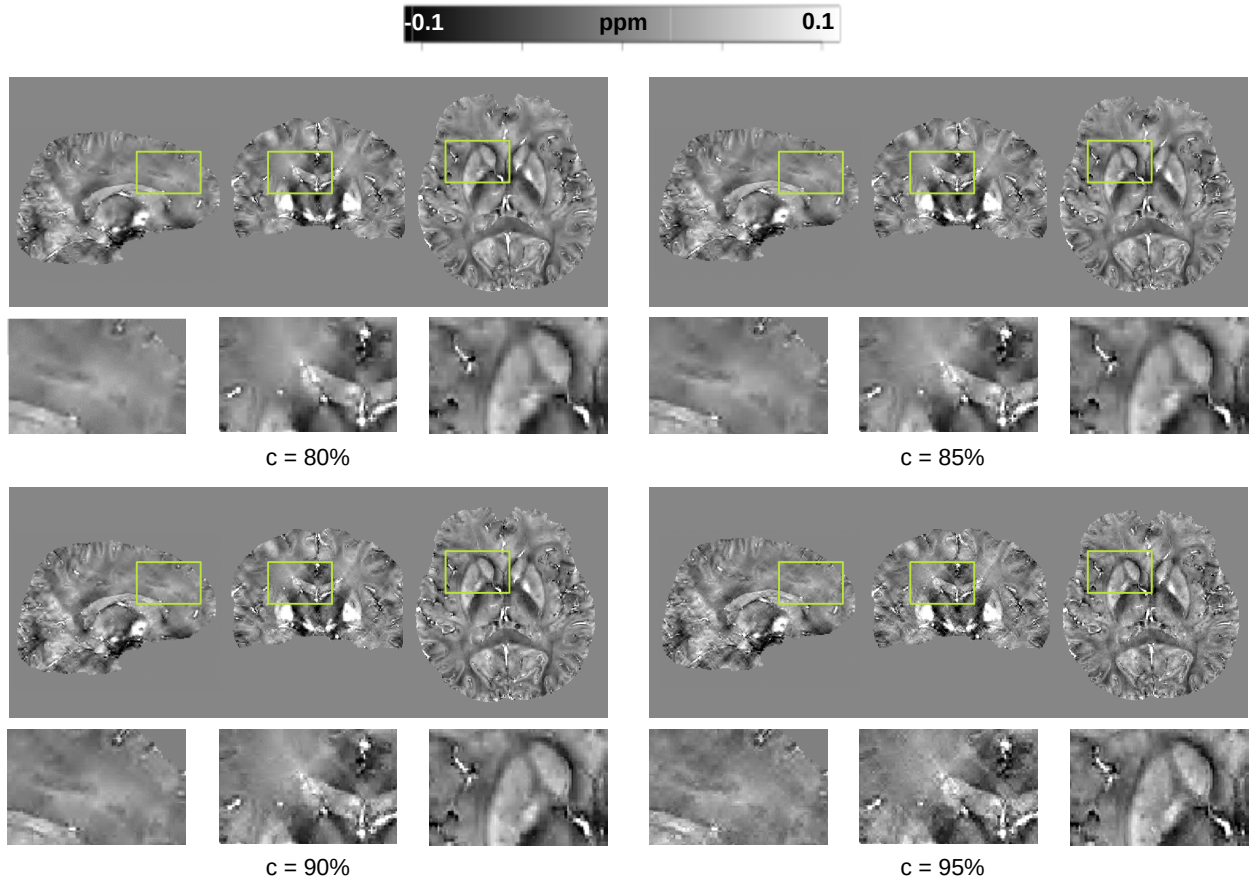 -0.1 ppm 0.1
c = 80% c = 85%
c = 90% c = 95%